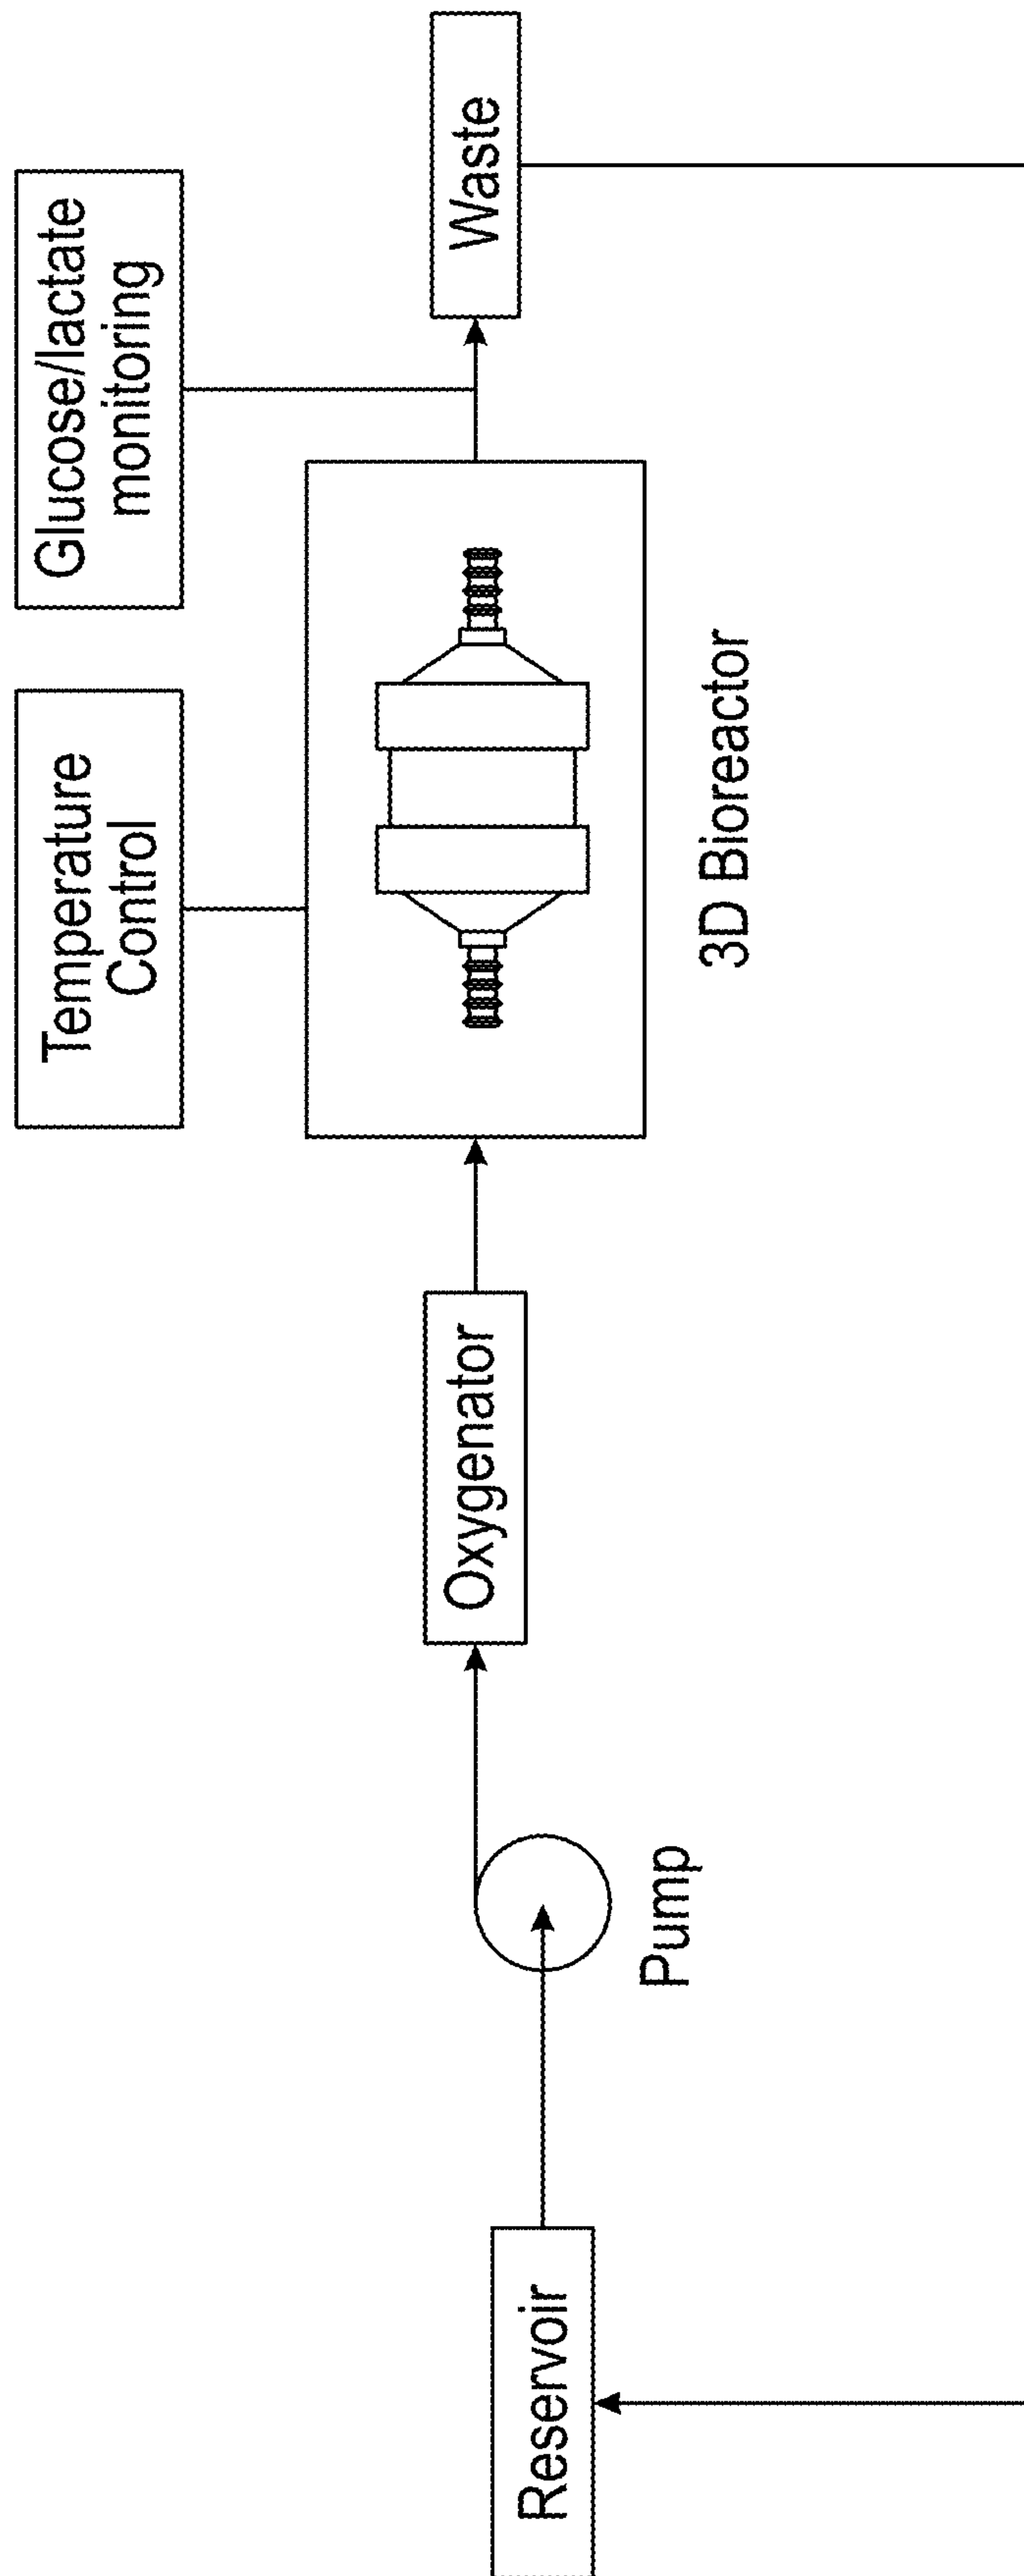 Temperature
Control
Glucose/lactate
monitoring
Reservoir
Pump
Oxygenator
3D Bioreactor
Waste